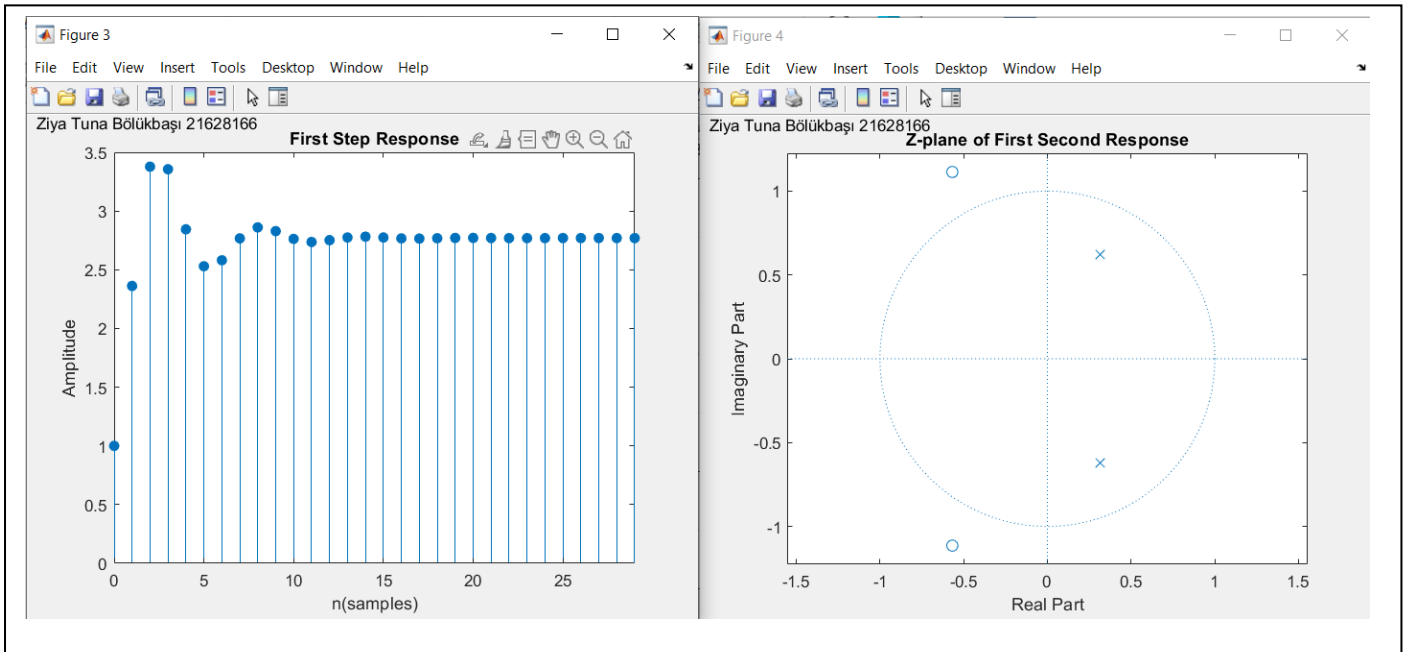 Figure 3
File Edit View Insert Tools Desktop Window Help
Ziya Tuna Bölükbaşı 21628166
First Step Response
3.5
3
2.5
2
1.5
1
0.5
0
Amplitude
0 5 10 15 20 25
n(samples)
Figure 4
File Edit View Insert Tools Desktop Window Help
Ziya Tuna Bölükbaşı 21628166
Z-plane of First Second Response
1
0.5
0
-0.5
-1
Imaginary Part
-1.5 -1 -0.5 0 0.5 1 1.5
Real Part